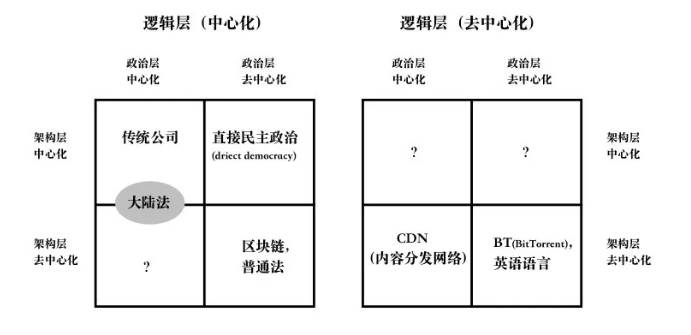 逻辑层（中心化）
逻辑层（去中心化）
政治层
中心化
政治层
去中心化
政治层
中心化
政治层
去中心化
架构层
中心化
传统公司
直接民主政治
(driect democracy)
?
?
架构层
中心化
大陆法
架构层
去中心化
?
区块链，
普通法
CDN
(内容分发网络)
BT(BitTorrent)，
英语语言
架构层
去中心化